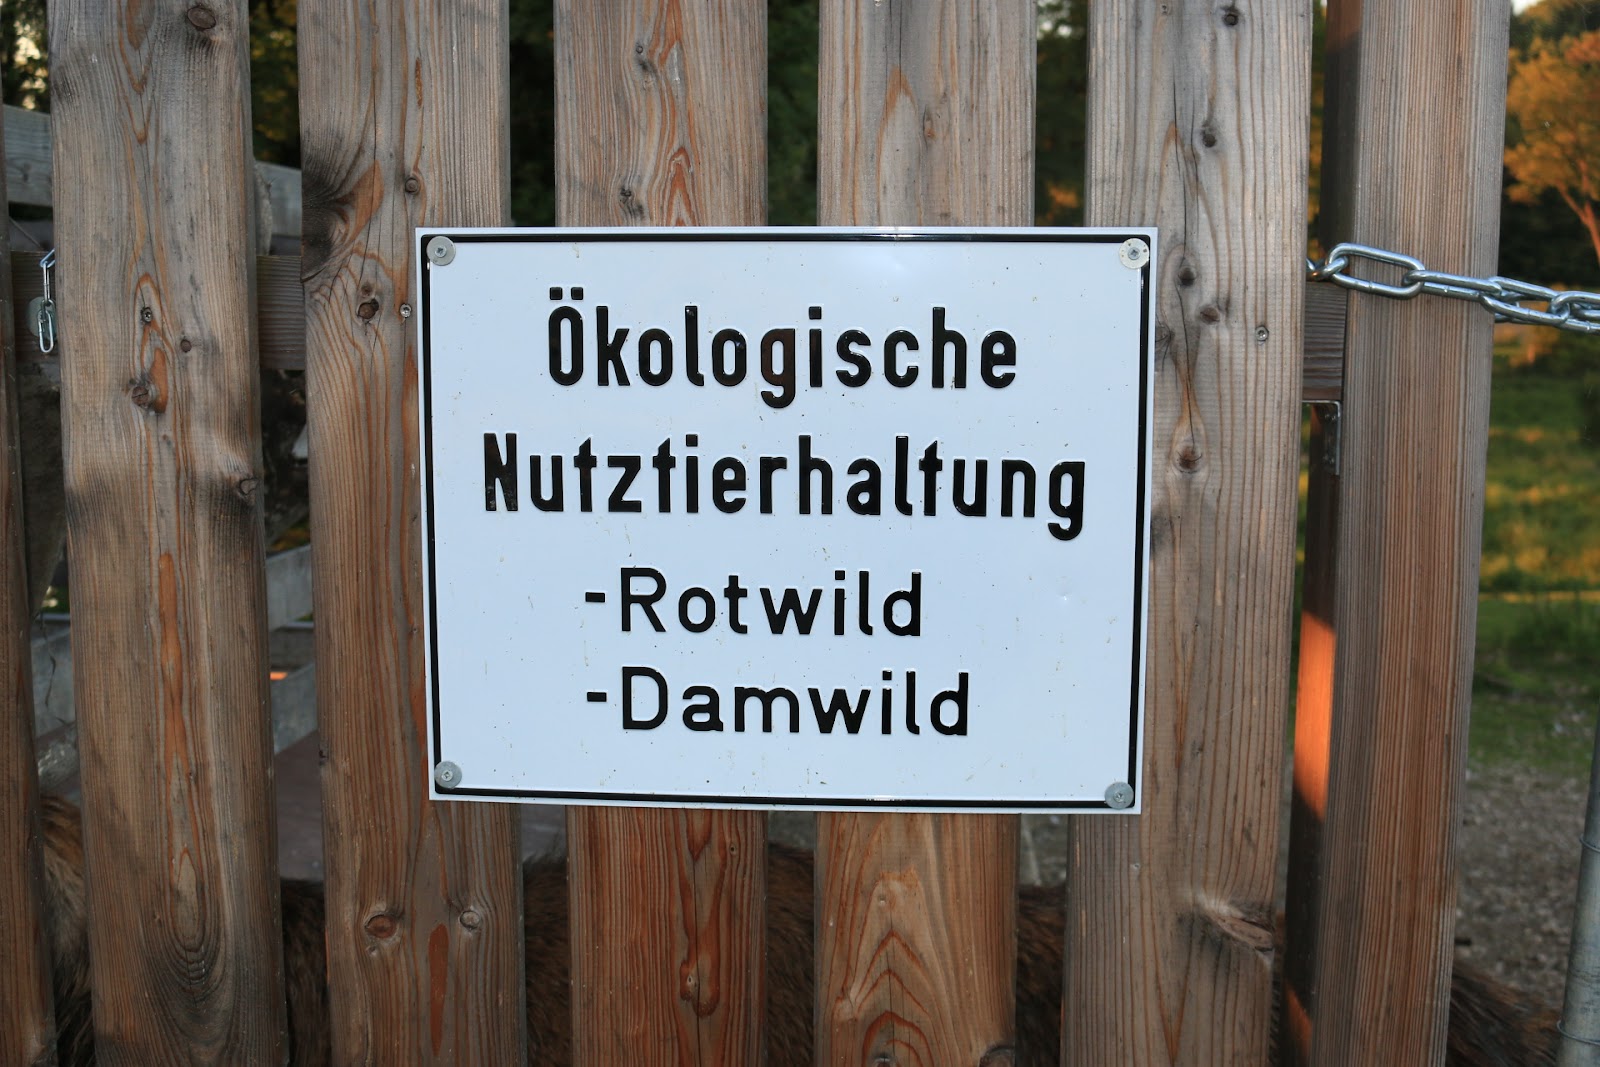 Ökologische
Nutztierhaltung
-Rotwild
-Damwild